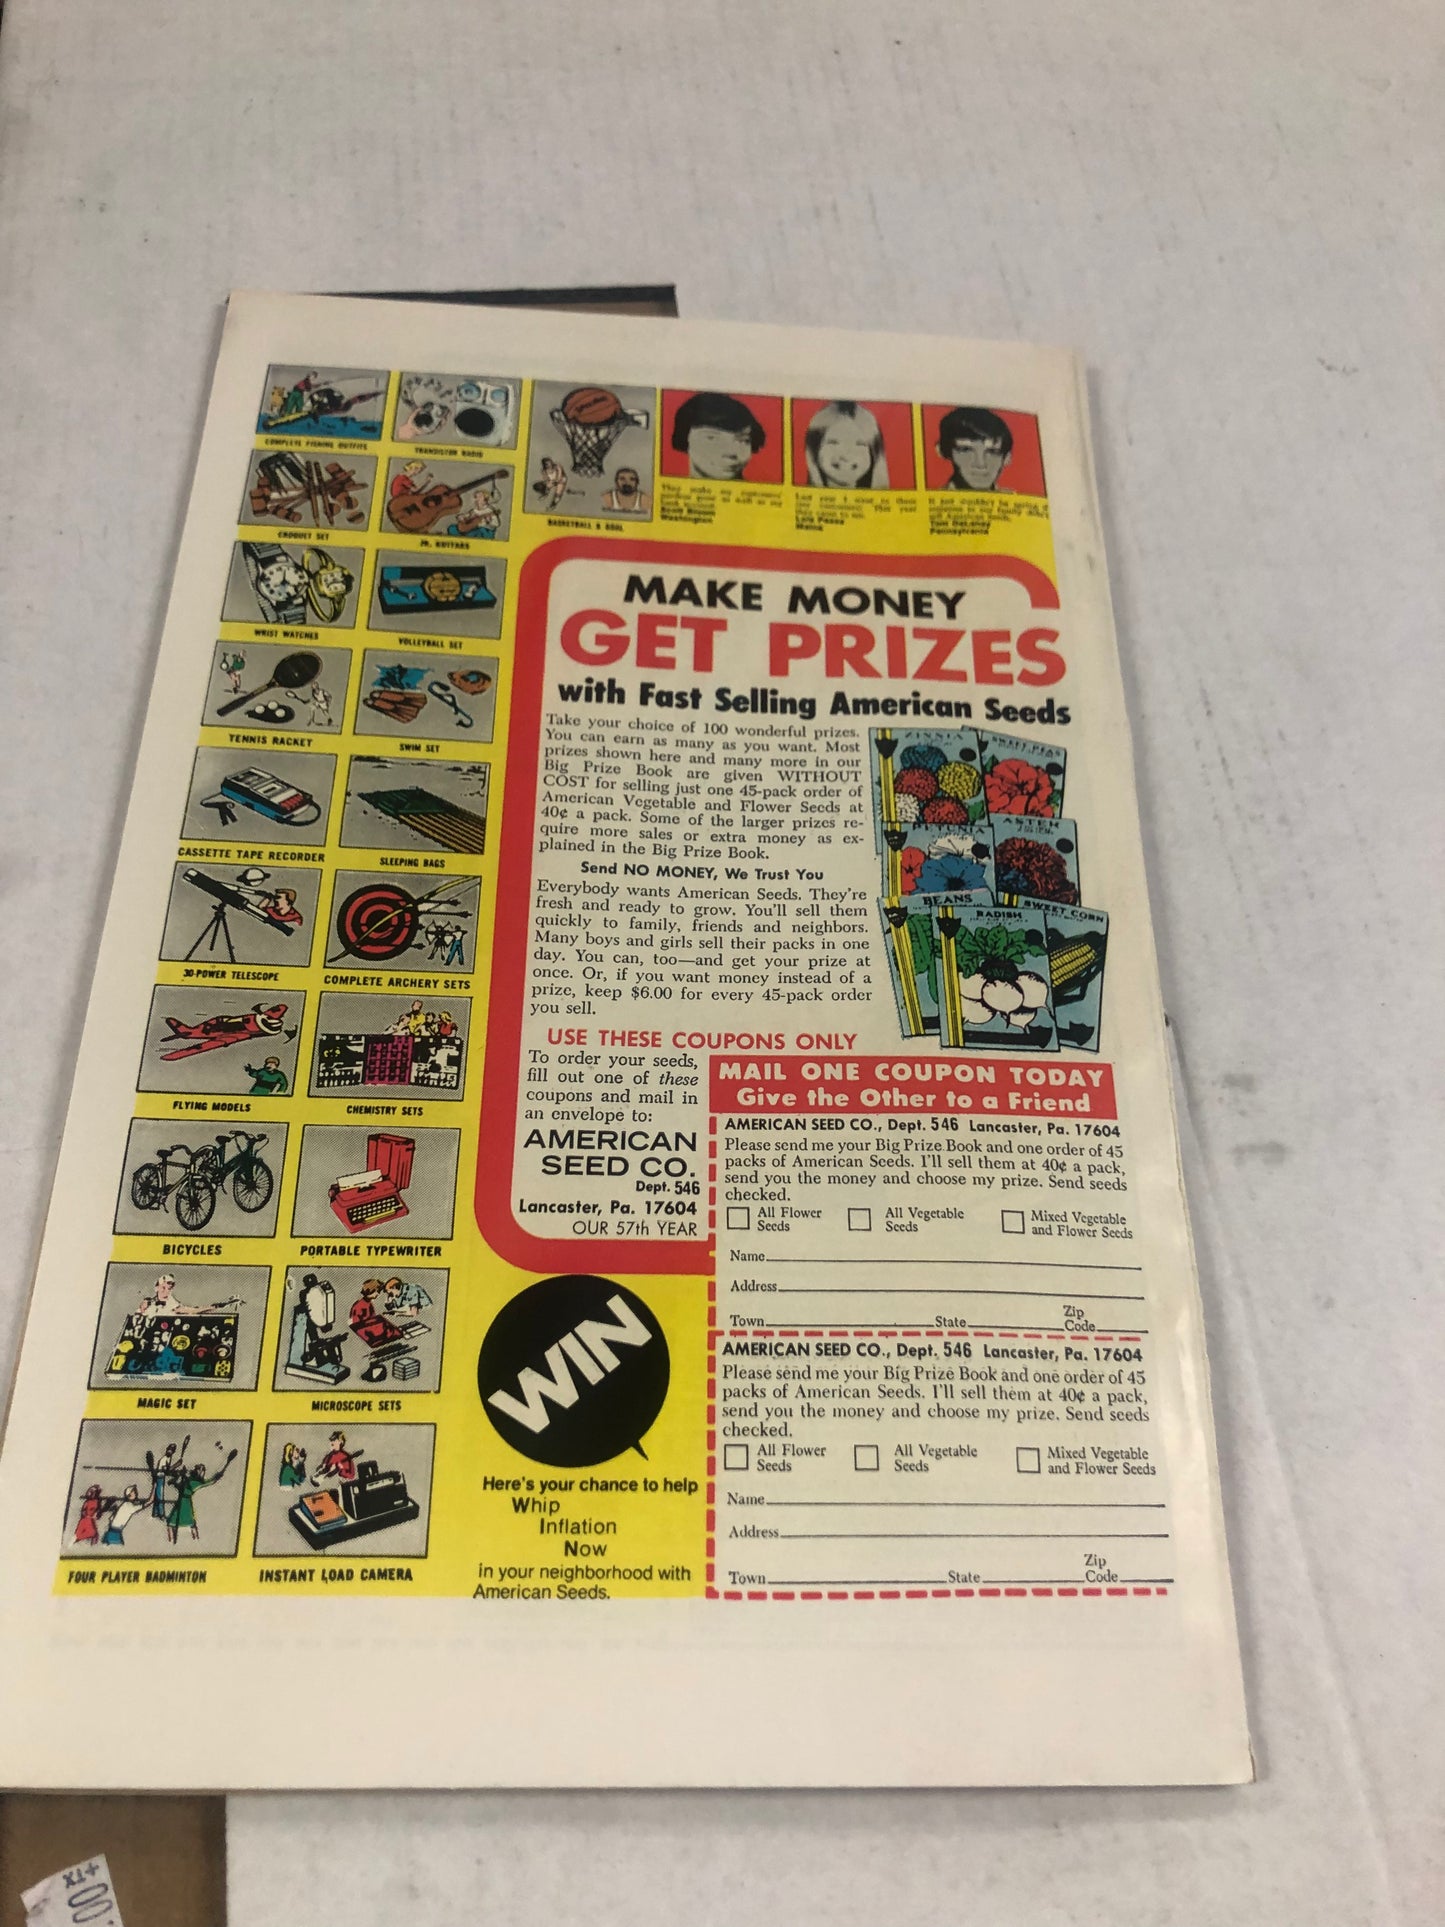 COMPLETE FISHING OUTFITS
TRANSISTOR RADIO
CROQUET SET
JR. GUITARS
BASKETBALL & GOAL
WRIST WATCHES
VOLLEYBALL SET
TENNIS RACKET
SWIM SET
CASSETTE TAPE RECORDER
SLEEPING BAGS
30-POWER TELESCOPE
COMPLETE ARCHERY SETS
FLYING MODELS
CHEMISTRY SETS
BICYCLES
PORTABLE TYPEWRITER
MAGIC SET
MICROSCOPE SETS
FOUR PLAYER BADMINTON
INSTANT LOAD CAMERA
Scott Bloom
Washington
Maine
Tom DeLaney
Pennsylvania
MAKE MONEY
GET PRIZES
with Fast Selling American Seeds
Take your choice of 100 wonderful prizes.
You can earn as many as you want. Most
prizes shown here and many more in our
Big Prize Book are given WITHOUT
COST for selling just one 45-pack order of
American Vegetable and Flower Seeds at
40¢ a pack. Some of the larger prizes re-
quire more sales or extra money as ex-
plained in the Big Prize Book.
Send NO MONEY, We Trust You
Everybody wants American Seeds. They're
fresh and ready to grow. You'll sell them
quickly to family, friends and neighbors.
Many boys and girls sell their packs in one
day. You can, too—and get your prize at
once. Or, if you want money instead of a
prize, keep $6.00 for every 45-pack order
you sell.
ZINNIA
SWEET PEAS
PETUNIA
ASTER
BEANS
RADISH
SWEET CORN
USE THESE COUPONS ONLY
To order your seeds,
fill out one of these
coupons and mail in
an envelope to:
AMERICAN
SEED CO.
Dept. 546
Lancaster, Pa. 17604
OUR 57th YEAR
MAIL ONE COUPON TODAY
Give the Other to a Friend
AMERICAN SEED CO., Dept. 546 Lancaster, Pa. 17604
Please send me your Big Prize Book and one order of 45
packs of American Seeds. I'll sell them at 40¢ a pack,
send you the money and choose my prize. Send seeds
checked.
All Flower Seeds
All Vegetable Seeds
Mixed Vegetable and Flower Seeds
Name
Address
Town State Zip Code
AMERICAN SEED CO., Dept. 546 Lancaster, Pa. 17604
Please send me your Big Prize Book and one order of 45
packs of American Seeds. I'll sell them at 40¢ a pack,
send you the money and choose my prize. Send seeds
checked.
All Flower Seeds
All Vegetable Seeds
Mixed Vegetable and Flower Seeds
Name
Address
Town State Zip Code
WIN
Here's your chance to help
Whip
Inflation
Now
in your neighborhood with
American Seeds.
+TX